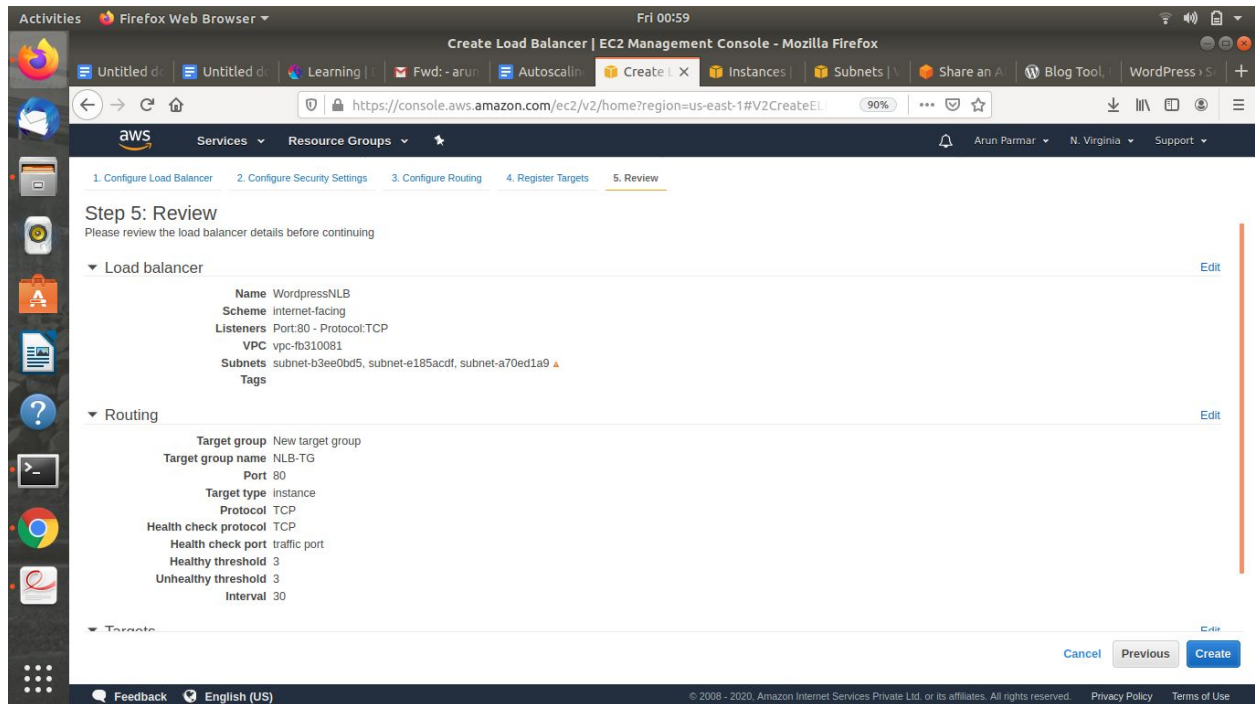 Activities Firefox Web Browser Fri 00:59
Create Load Balancer | EC2 Management Console - Mozilla Firefox
Untitled do Untitled do Learning | Fwd: - arun Autoscalin Create L Instances | Subnets | V Share an A Blog Tool, WordPress › S
https://console.aws.amazon.com/ec2/v2/home?region=us-east-1#V2CreateEL 90%
aws Services Resource Groups Arun Parmar N. Virginia Support
1. Configure Load Balancer 2. Configure Security Settings 3. Configure Routing 4. Register Targets 5. Review
Step 5: Review
Please review the load balancer details before continuing
Load balancer Edit
Name WordpressNLB
Scheme internet-facing
Listeners Port:80 - Protocol:TCP
VPC vpc-fb310081
Subnets subnet-b3ee0bd5, subnet-e185acdf, subnet-a70ed1a9
Tags
Routing Edit
Target group New target group
Target group name NLB-TG
Port 80
Target type instance
Protocol TCP
Health check protocol TCP
Health check port traffic port
Healthy threshold 3
Unhealthy threshold 3
Interval 30
Targets Edit
Cancel Previous Create
Feedback English (US) © 2008 - 2020, Amazon Internet Services Private Ltd. or its affiliates. All rights reserved. Privacy Policy Terms of Use